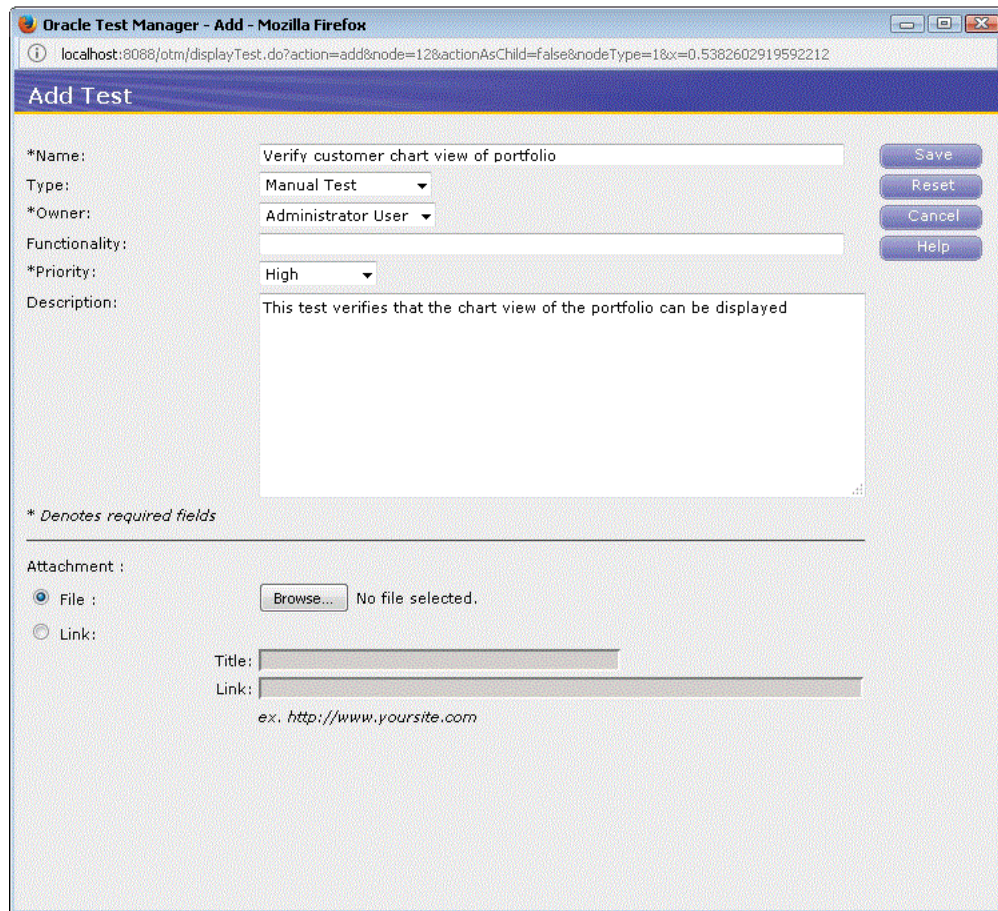 Oracle Test Manager - Add - Mozilla Firefox
localhost:8088/otm/displayTest.do?action=add&node=12&actionAsChild=false&nodeType=1&x=0.5382602919592212
Add Test
*Name: Verify customer chart view of portfolio Save
Type: Manual Test Reset
*Owner: Administrator User Cancel
Functionality: Help
*Priority: High
Description: This test verifies that the chart view of the portfolio can be displayed
* Denotes required fields
Attachment :
File : Browse... No file selected.
Link:
Title:
Link:
ex. http://www.yoursite.com